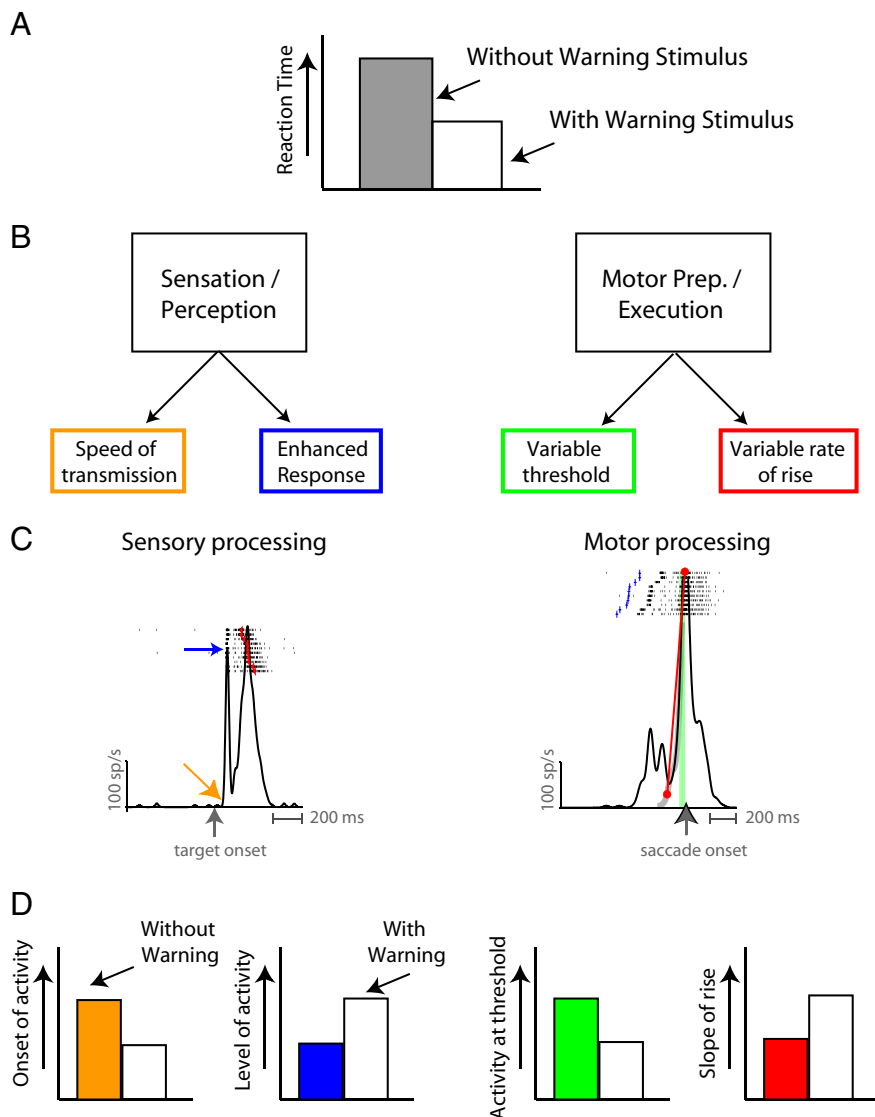 A
Reaction Time
Without Warning Stimulus
With Warning Stimulus
B
Sensation /
Perception
Motor Prep. /
Execution
Speed of
transmission
Enhanced
Response
Variable
threshold
Variable rate
of rise
C
Sensory processing
100 sp/s
200 ms
target onset
Motor processing
100 sp/s
200 ms
saccade onset
D
Onset of activity
Without
Warning
Level of activity
With
Warning
Activity at threshold
Slope of rise